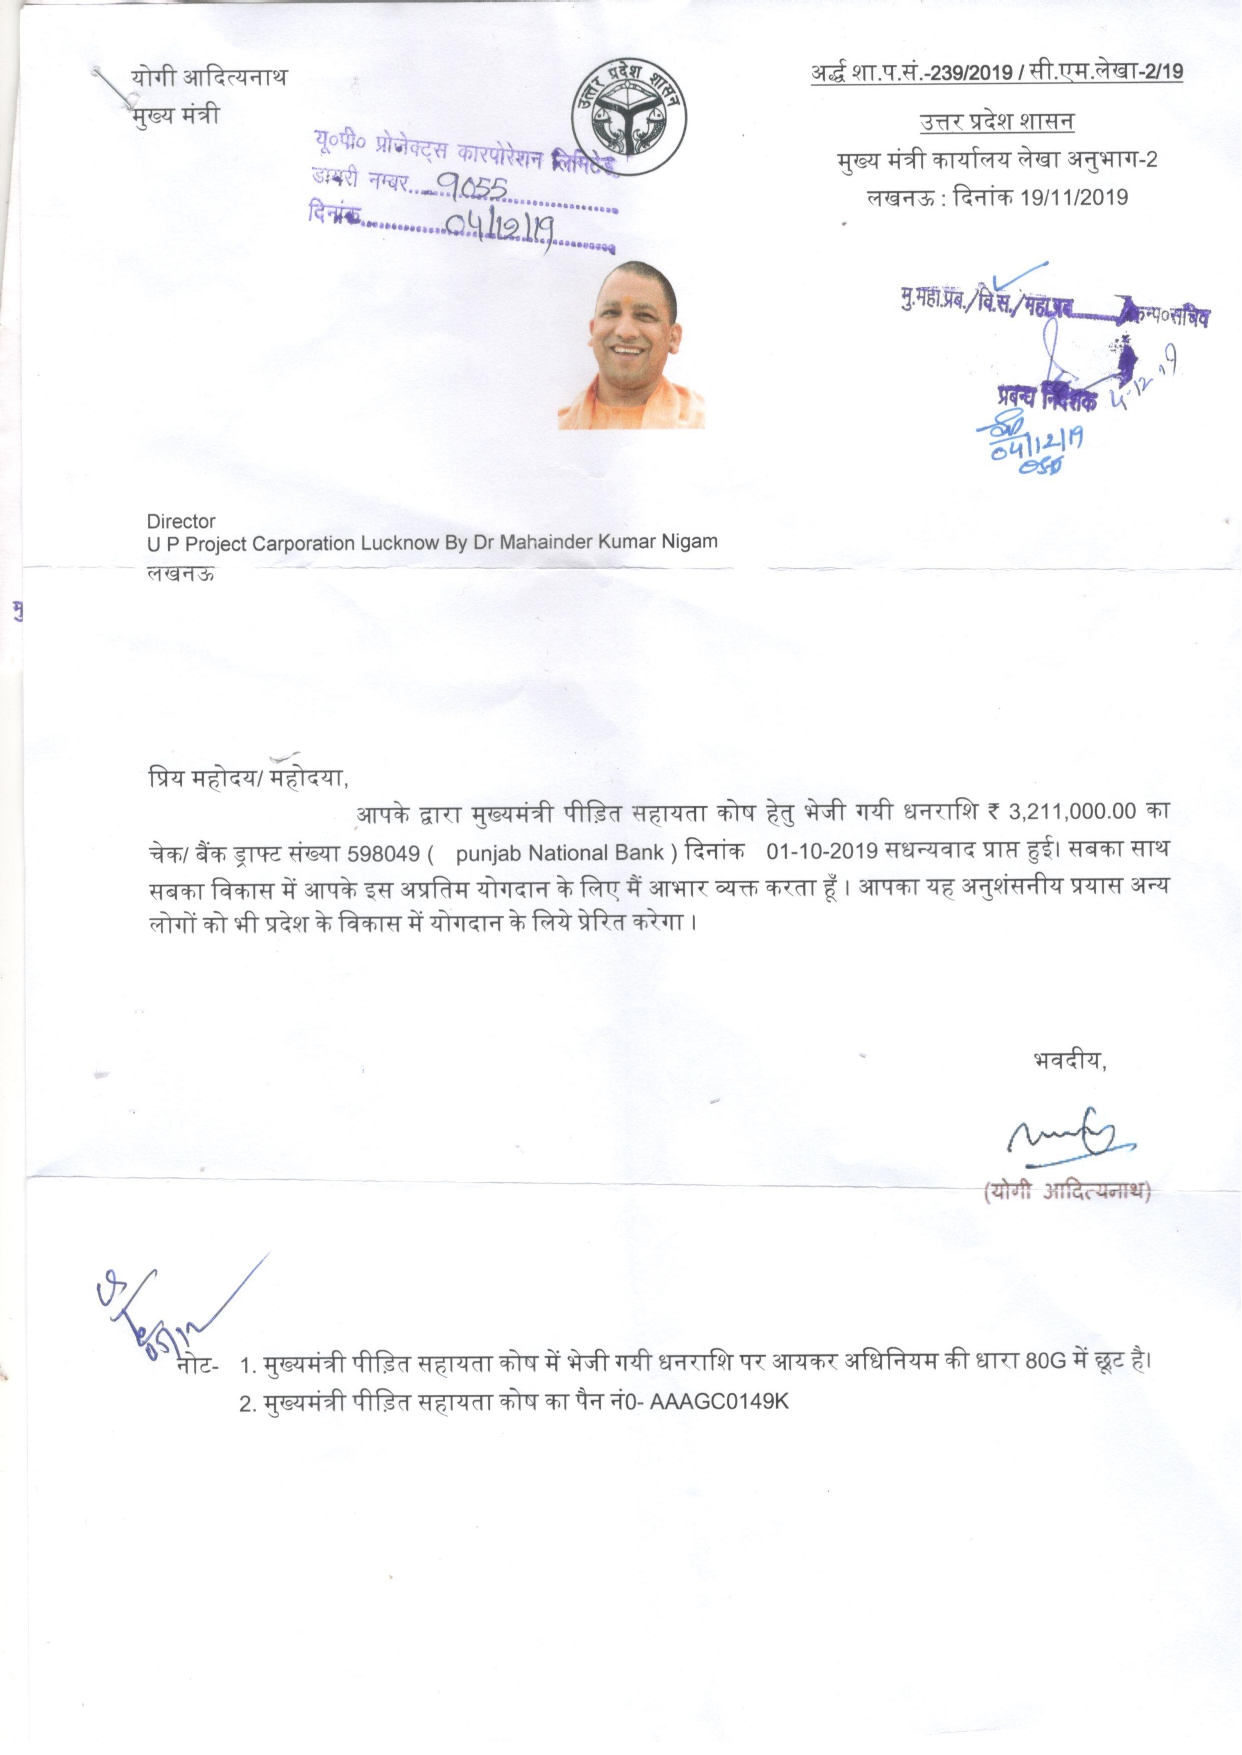 योगी आदित्यनाथ
मुख्य मंत्री
उत्तर प्रदेश शासन
अर्द्ध शा.प.सं.-239/2019 / सी.एम.लेखा-2/19
उत्तर प्रदेश शासन
मुख्य मंत्री कार्यालय लेखा अनुभाग-2
लखनऊ : दिनांक 19/11/2019
यू०पी० प्रोजेक्ट्स कारपोरेशन लिमिटेड
डायरी नम्बर....9055
दिनांक....04/12/19
मु.महा.प्रब./वि.स./महा.प्रब....../कन्प०सचिव
प्रबन्ध निदेशक
04/12/19
Director
U P Project Carporation Lucknow By Dr Mahainder Kumar Nigam
लखनऊ
मु
प्रिय महोदय/ महोदया,
आपके द्वारा मुख्यमंत्री पीड़ित सहायता कोष हेतु भेजी गयी धनराशि ₹ 3,211,000.00 का
चेक/ बैंक ड्राफ्ट संख्या 598049 ( punjab National Bank ) दिनांक 01-10-2019 सधन्यवाद प्राप्त हुई। सबका साथ
सबका विकास में आपके इस अप्रतिम योगदान के लिए मैं आभार व्यक्त करता हूँ । आपका यह अनुशंसनीय प्रयास अन्य
लोगों को भी प्रदेश के विकास में योगदान के लिये प्रेरित करेगा ।
भवदीय,
(योगी आदित्यनाथ)
नोट- 1. मुख्यमंत्री पीड़ित सहायता कोष में भेजी गयी धनराशि पर आयकर अधिनियम की धारा 80G में छूट है।
2. मुख्यमंत्री पीड़ित सहायता कोष का पैन नं0- AAAGC0149K